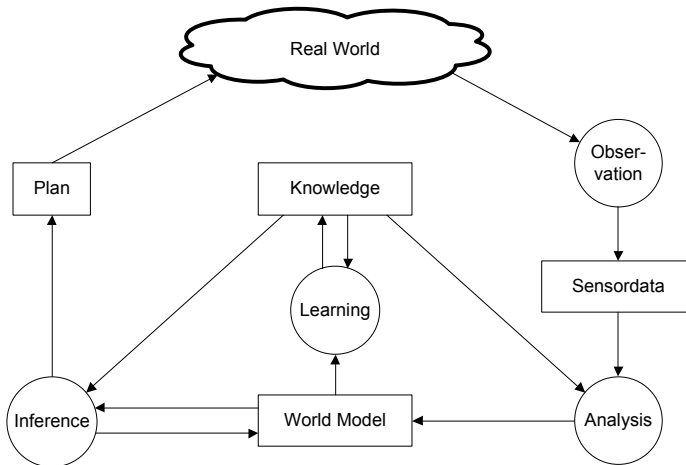 Real World
Obser-
vation
Plan
Knowledge
Sensordata
Learning
Inference
World Model
Analysis